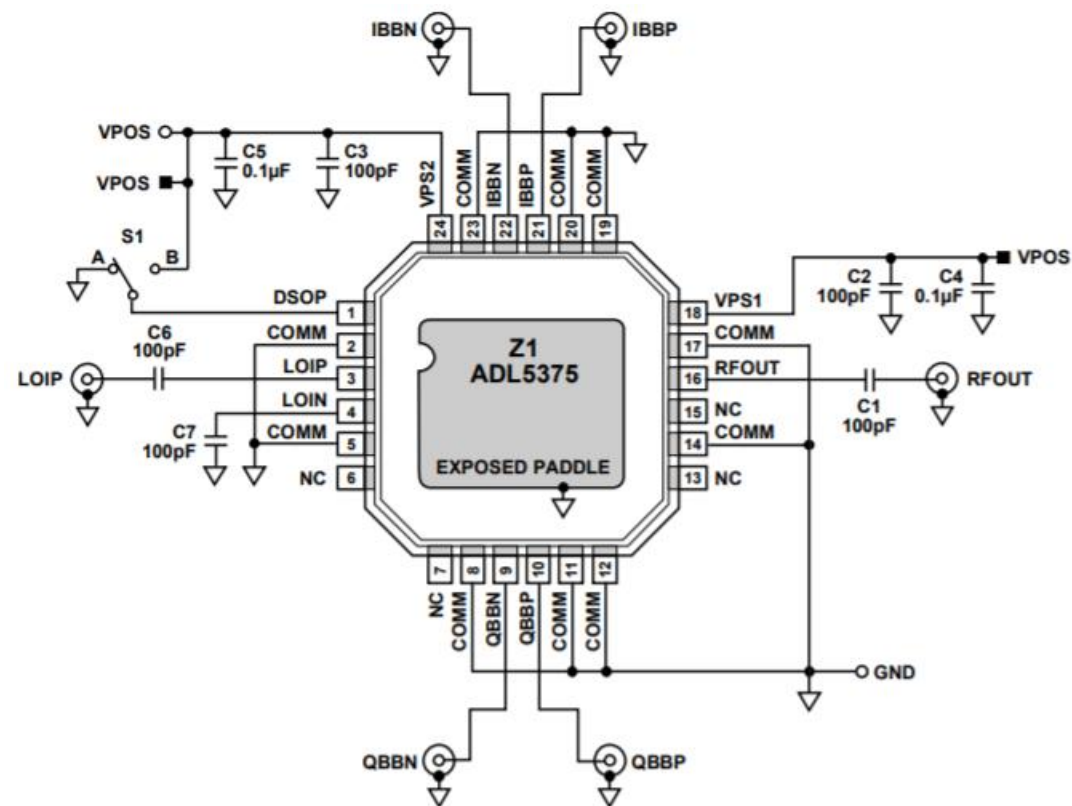 IBBN
IBBP
VPOS
C5
0.1µF
C3
100pF
VPOS
VPS2
COMM
IBBN
IBBP
COMM
COMM
24
23
22
21
20
19
S1
A
B
VPOS
C2
100pF
C4
0.1µF
DSOP
1
18
VPS1
C6
100pF
COMM
2
Z1
ADL5375
17
COMM
LOIP
LOIP
3
16
RFOUT
RFOUT
LOIN
4
15
NC
C1
100pF
C7
100pF
COMM
5
14
COMM
NC
6
EXPOSED PADDLE
13
NC
7
8
9
10
11
12
NC
COMM
QBBN
QBBP
COMM
COMM
GND
QBBN
QBBP